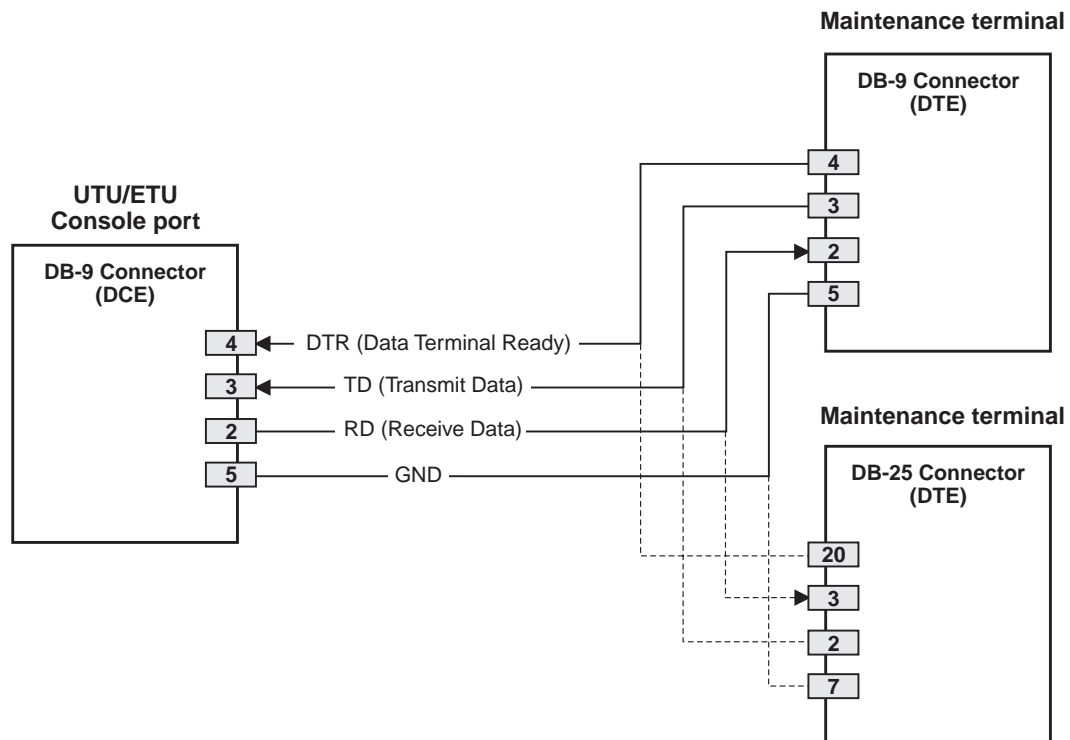 Maintenance terminal
DB-9 Connector
(DTE)
4
3
2
5
UTU/ETU
Console port
DB-9 Connector
(DCE)
4
DTR (Data Terminal Ready)
3
TD (Transmit Data)
2
RD (Receive Data)
5
GND
Maintenance terminal
DB-25 Connector
(DTE)
20
3
2
7